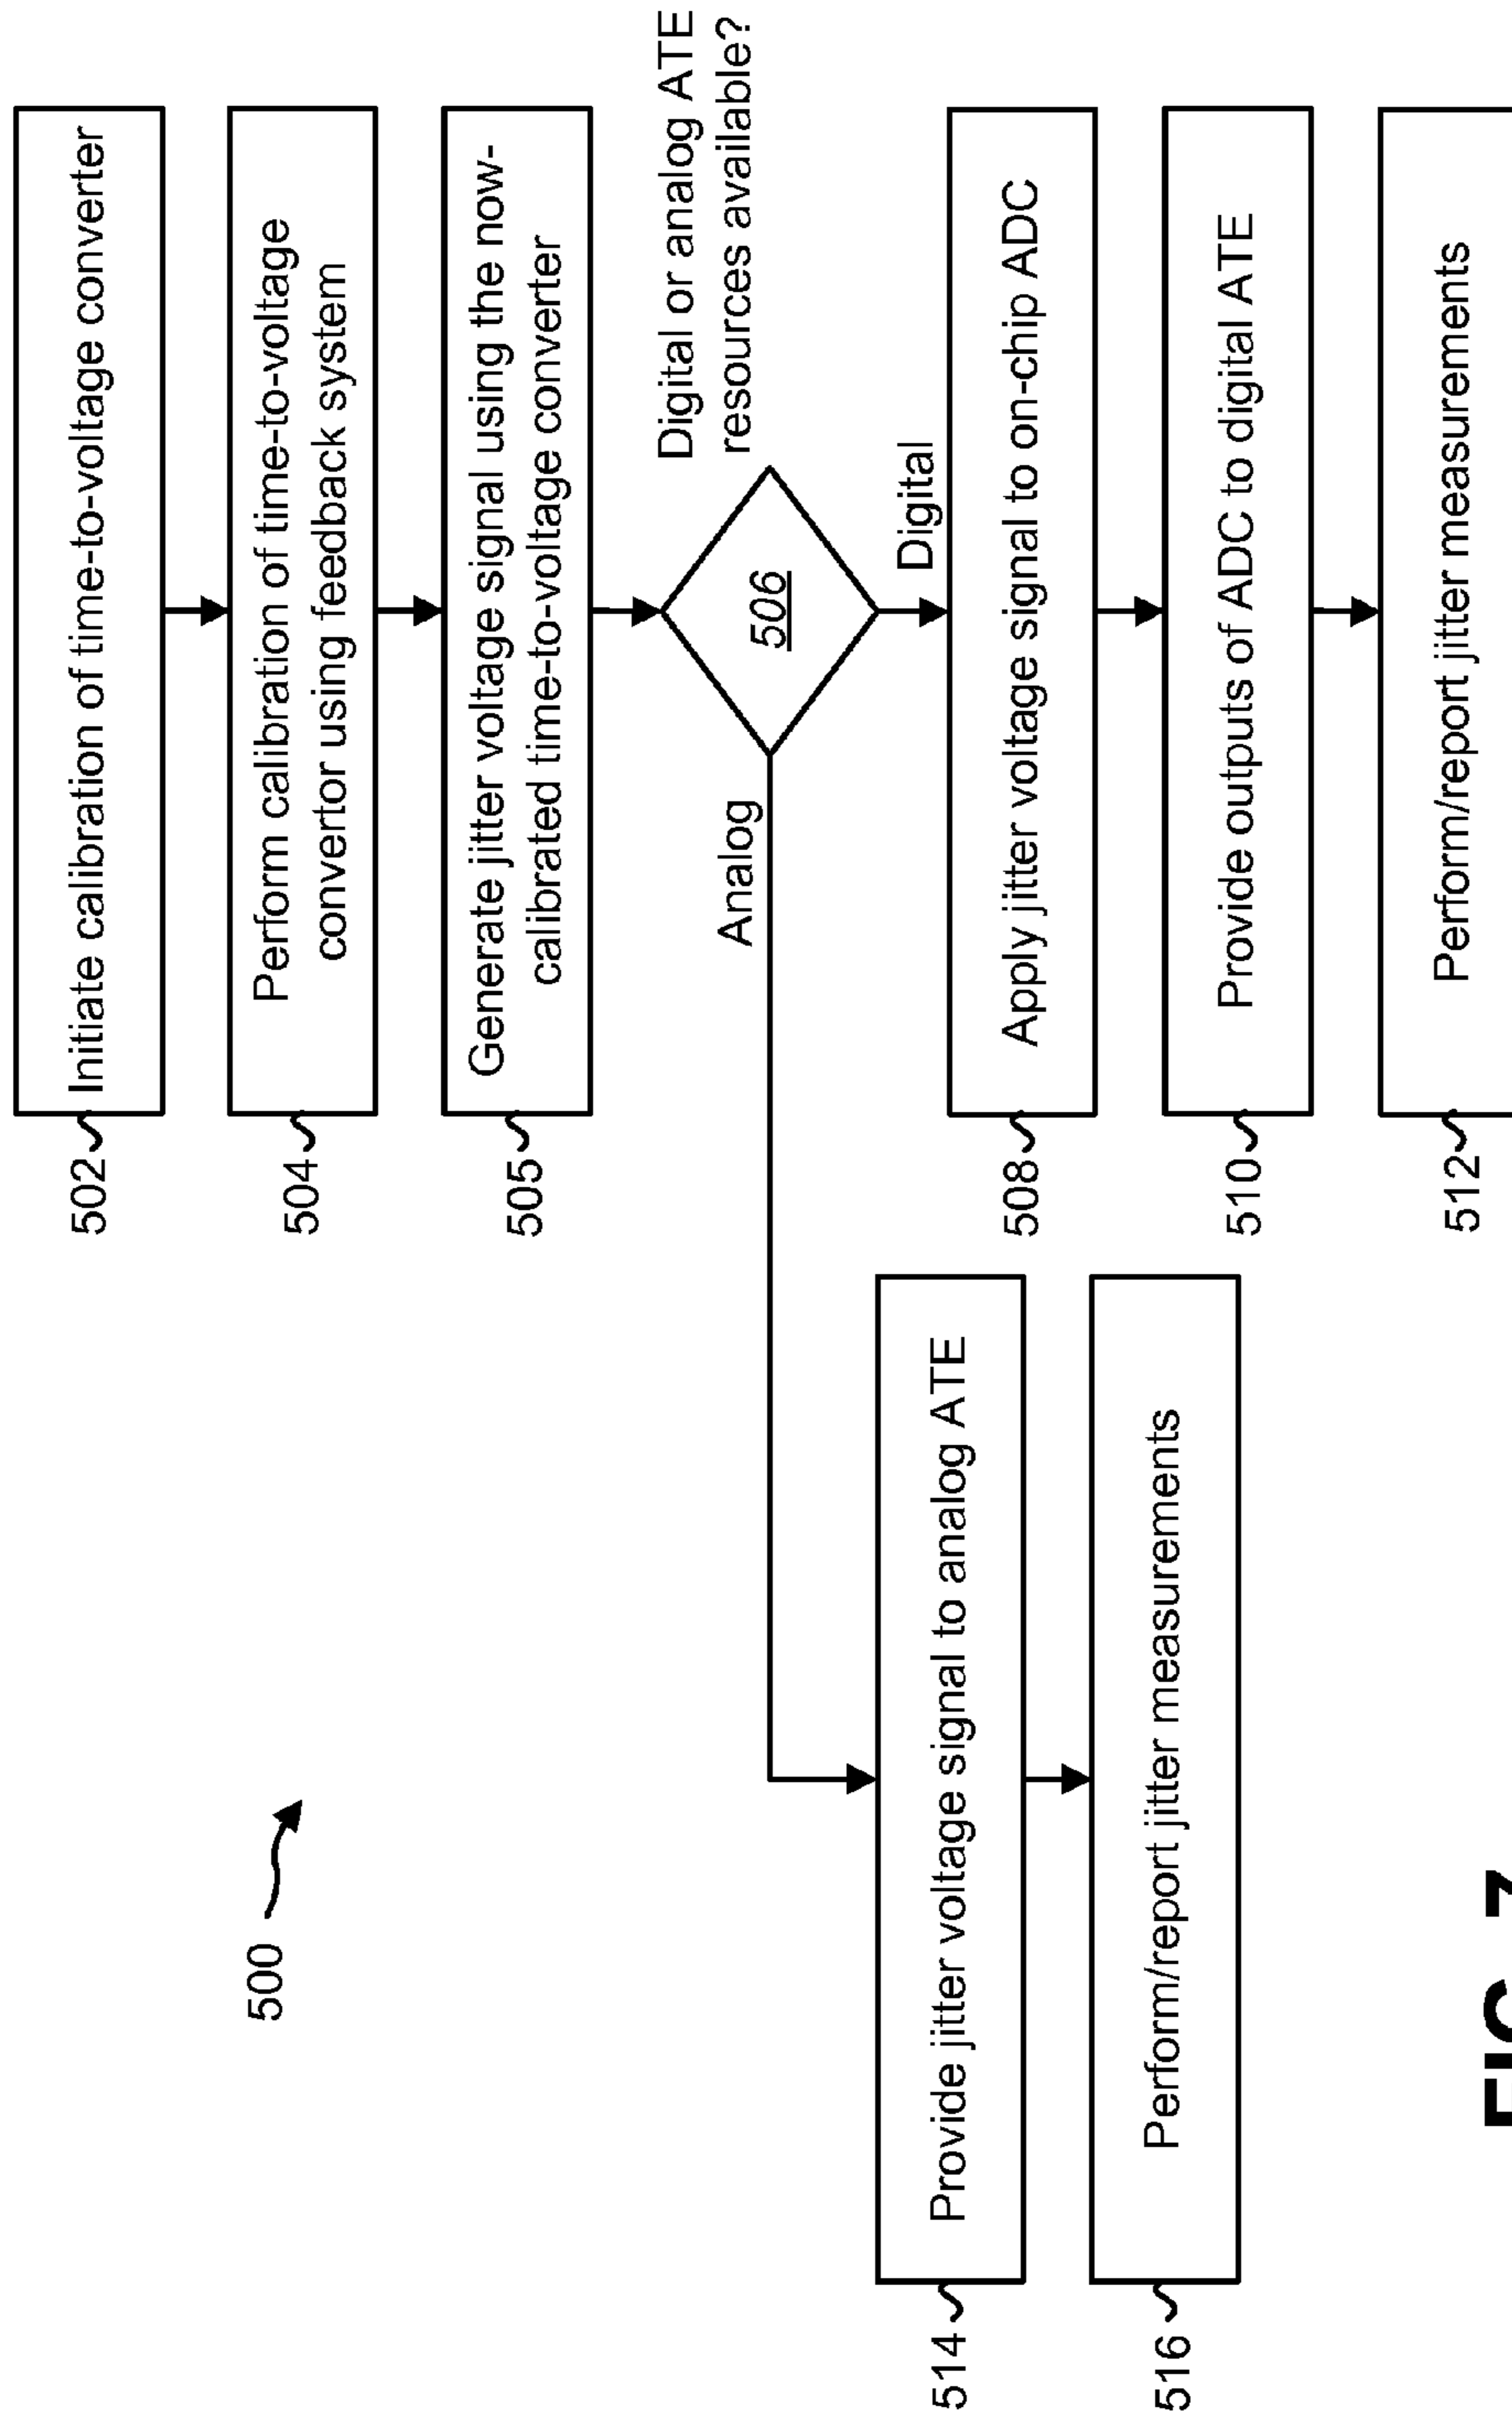 500
502
Initiate calibration of time-to-voltage converter
504
Perform calibration of time-to-voltage
convertor using feedback system
505
Generate jitter voltage signal using the now-
calibrated time-to-voltage converter
506
Digital or analog ATE
resources available?
Analog
Digital
514
Provide jitter voltage signal to analog ATE
516
Perform/report jitter measurements
508
Apply jitter voltage signal to on-chip ADC
510
Provide outputs of ADC to digital ATE
512
Perform/report jitter measurements
FIG. 7